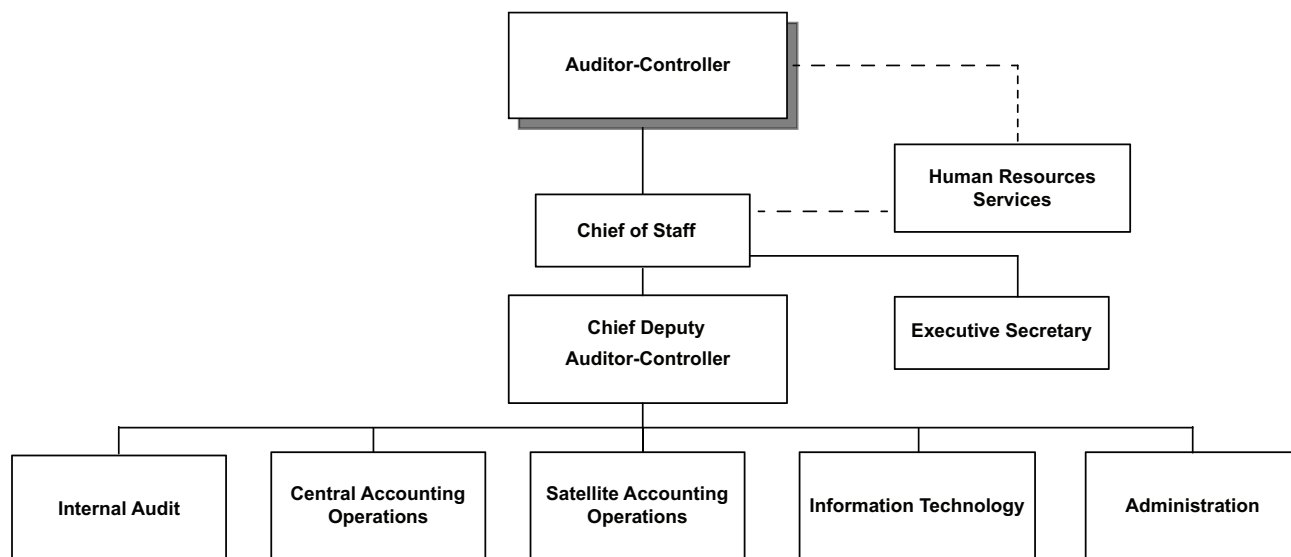 Auditor-Controller
Human Resources
Services
Chief of Staff
Chief Deputy
Auditor-Controller
Executive Secretary
Internal Audit
Central Accounting
Operations
Satellite Accounting
Operations
Information Technology
Administration